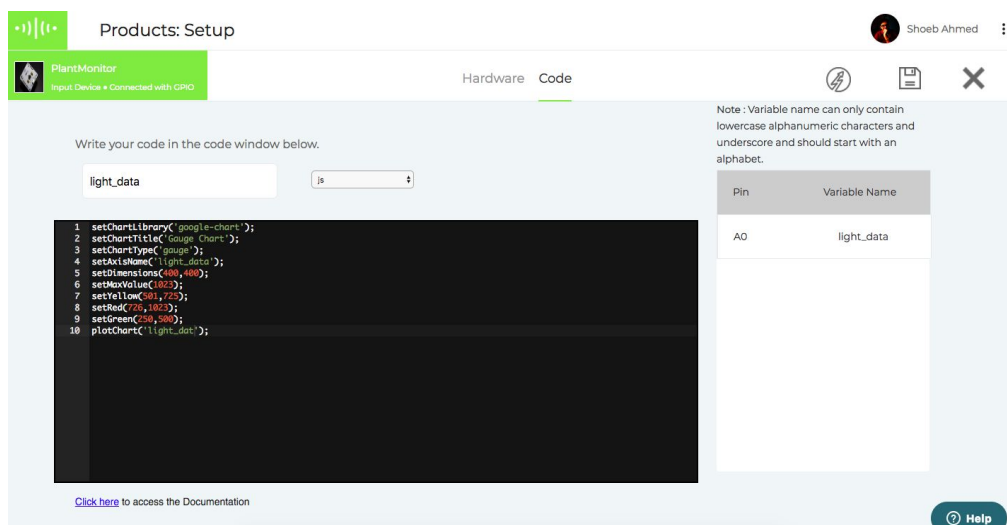 Products: Setup
Shoeb Ahmed
PlantMonitor
Input Device • Connected with GPIO
Hardware Code
Note : Variable name can only contain
lowercase alphanumeric characters and
underscore and should start with an
alphabet.
Write your code in the code window below.
light_data
js
Pin Variable Name
A0 light_data
1 setChartLibrary('google-chart');
2 setChartTitle('Gauge Chart');
3 setChartType('gauge');
4 setAxisName('light_data');
5 setDimensions(400,400);
6 setMaxValue(1023);
7 setYellow(501,725);
8 setRed(726,1023);
9 setGreen(250,500);
10 plotChart('light_dat');
Click here to access the Documentation
Help